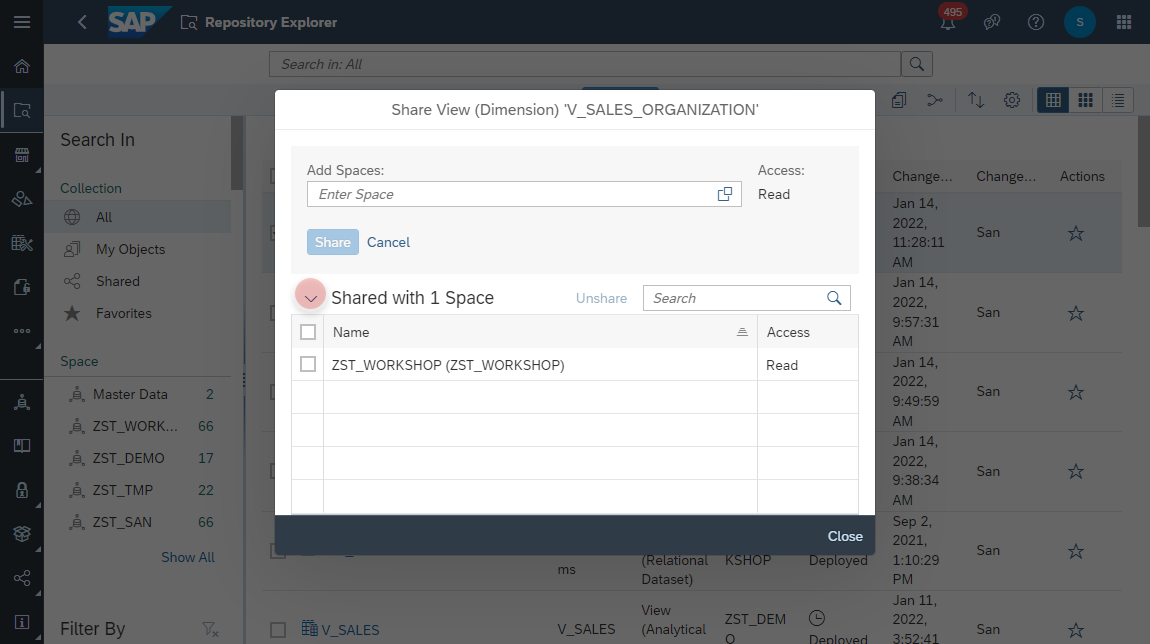 SAP
Repository Explorer
495
S
Search in: All
Share View (Dimension) 'V_SALES_ORGANIZATION'
Search In
Collection
All
My Objects
Shared
Favorites
Space
Master Data 2
ZST_WORK... 66
ZST_DEMO 17
ZST_TMP 22
ZST_SAN 66
Show All
Filter By
Add Spaces:
Access:
Enter Space
Read
Share
Cancel
Shared with 1 Space
Unshare
Search
Name
Access
ZST_WORKSHOP (ZST_WORKSHOP)
Read
Close
Change...
Change...
Actions
Jan 14,
2022,
11:28:11
AM
San
Jan 14,
2022,
9:57:31
AM
San
Jan 14,
2022,
9:49:59
AM
San
Jan 14,
2022,
9:38:34
AM
San
ms
(Relational
Dataset)
KSHOP
Deployed
Sep 2,
2021,
1:10:29
PM
San
V_SALES
V_SALES
View
(Analytical
ZST_DEM
O
Deployed
Jan 11,
2022,
3:52:41
San